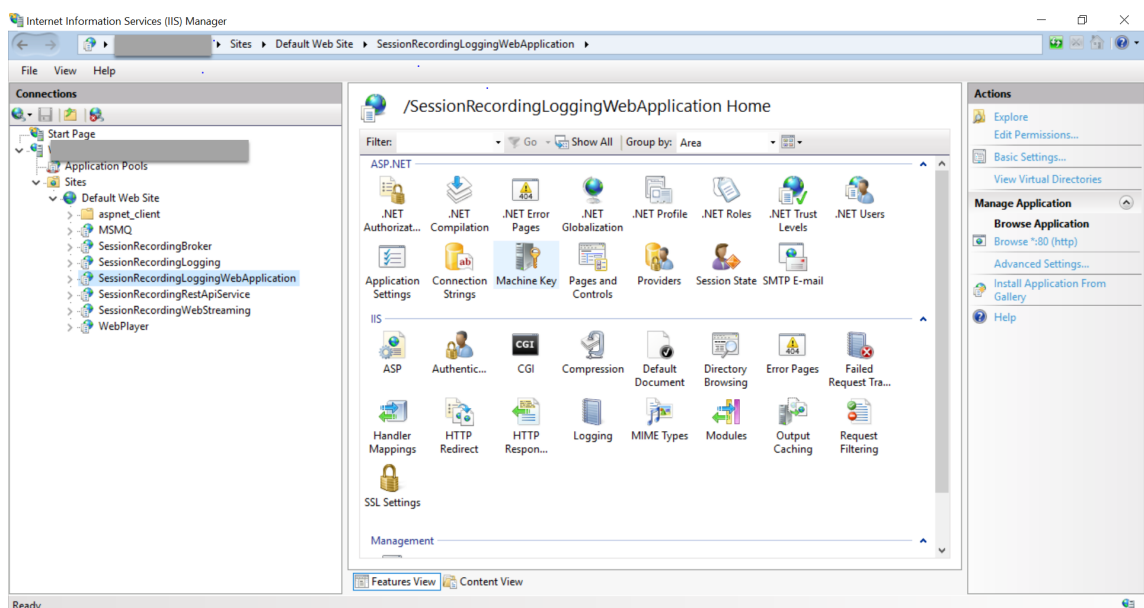 Internet Information Services (IIS) Manager
Sites Default Web Site SessionRecordingLoggingWebApplication
File View Help
Connections
Start Page
Application Pools
Sites
Default Web Site
aspnet_client
MSMQ
SessionRecordingBroker
SessionRecordingLogging
SessionRecordingLoggingWebApplication
SessionRecordingRestApiService
SessionRecordingWebStreaming
WebPlayer
/SessionRecordingLoggingWebApplication Home
Filter: Go Show All Group by: Area
ASP.NET
.NET Authorizat...
.NET Compilation
404
.NET Error Pages
.NET Globalization
.NET Profile
.NET Roles
.NET Trust Levels
.NET Users
Application Settings
ab
Connection Strings
Machine Key
Pages and Controls
Providers
Session State
SMTP E-mail
IIS
ASP
Authentic...
CGI
CGI
Compression
Default Document
Directory Browsing
404
Error Pages
Failed Request Tra...
Handler Mappings
HTTP Redirect
HTTP Respon...
Logging
MIME Types
Modules
Output Caching
Request Filtering
SSL Settings
Management
Features View Content View
Actions
Explore
Edit Permissions...
Basic Settings...
View Virtual Directories
Manage Application
Browse Application
Browse *:80 (http)
Advanced Settings...
Install Application From
Gallery
Help
Ready